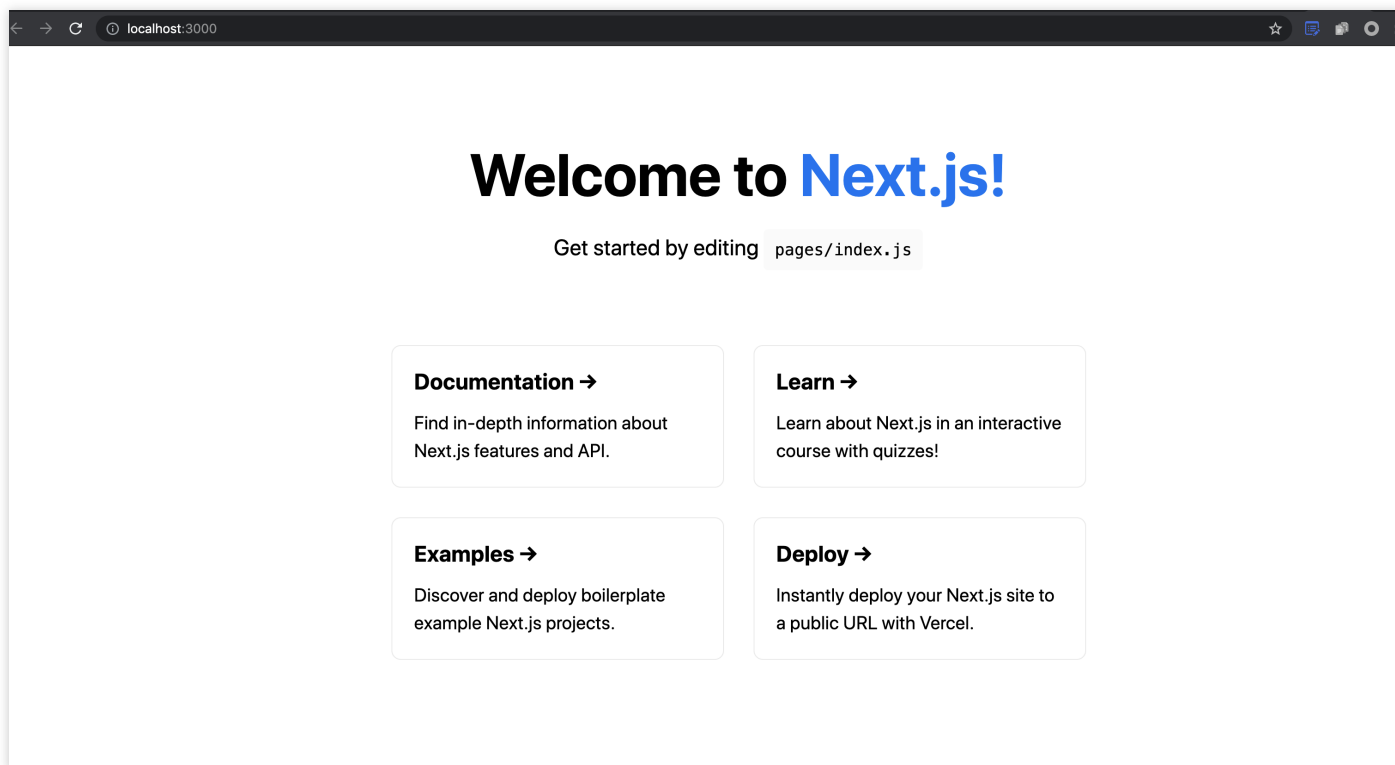 localhost:3000
Welcome to Next.js!
Get started by editing pages/index.js
Documentation →
Find in-depth information about
Next.js features and API.
Learn →
Learn about Next.js in an interactive
course with quizzes!
Examples →
Discover and deploy boilerplate
example Next.js projects.
Deploy →
Instantly deploy your Next.js site to
a public URL with Vercel.